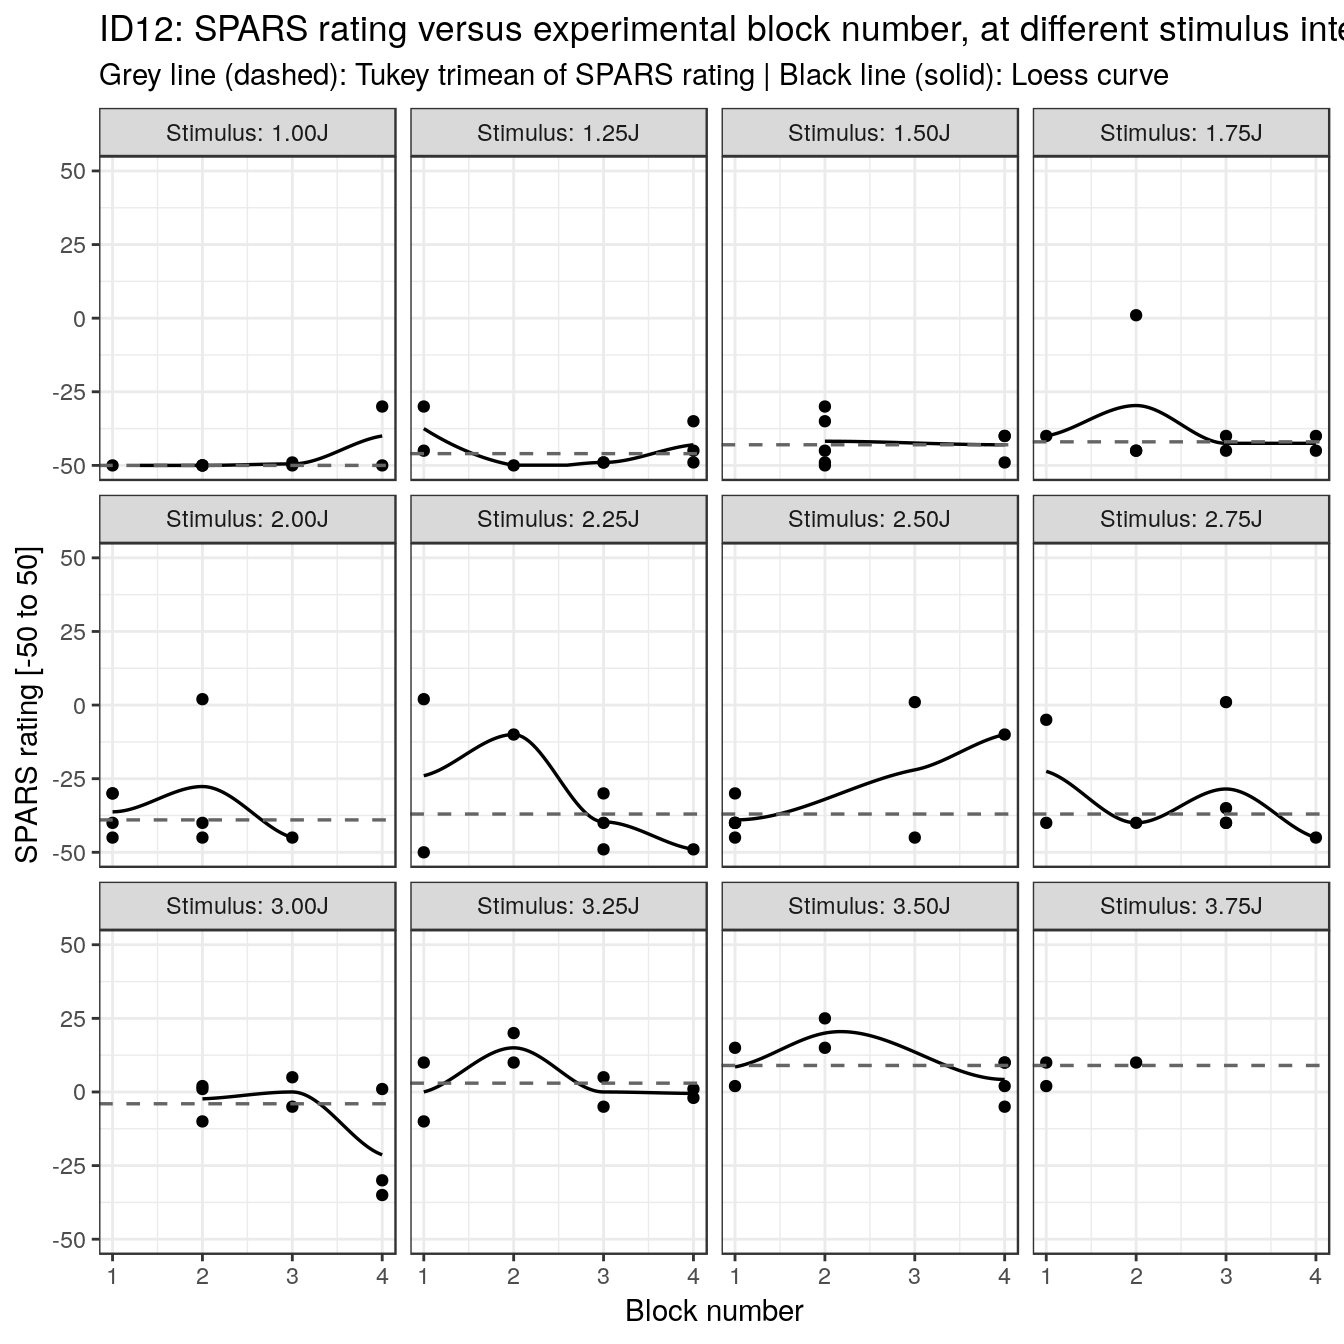 ID12: SPARS rating versus experimental block number, at different stimulus inte
Grey line (dashed): Tukey trimean of SPARS rating | Black line (solid): Loess curve
Stimulus: 1.00J Stimulus: 1.25J Stimulus: 1.50J Stimulus: 1.75J
50
25
0
-25
-50
Stimulus: 2.00J Stimulus: 2.25J Stimulus: 2.50J Stimulus: 2.75J
50
25
0
-25
-50
SPARS rating [-50 to 50]
Stimulus: 3.00J Stimulus: 3.25J Stimulus: 3.50J Stimulus: 3.75J
50
25
0
-25
-50
1 2 3 4 1 2 3 4 1 2 3 4 1 2 3 4
Block number